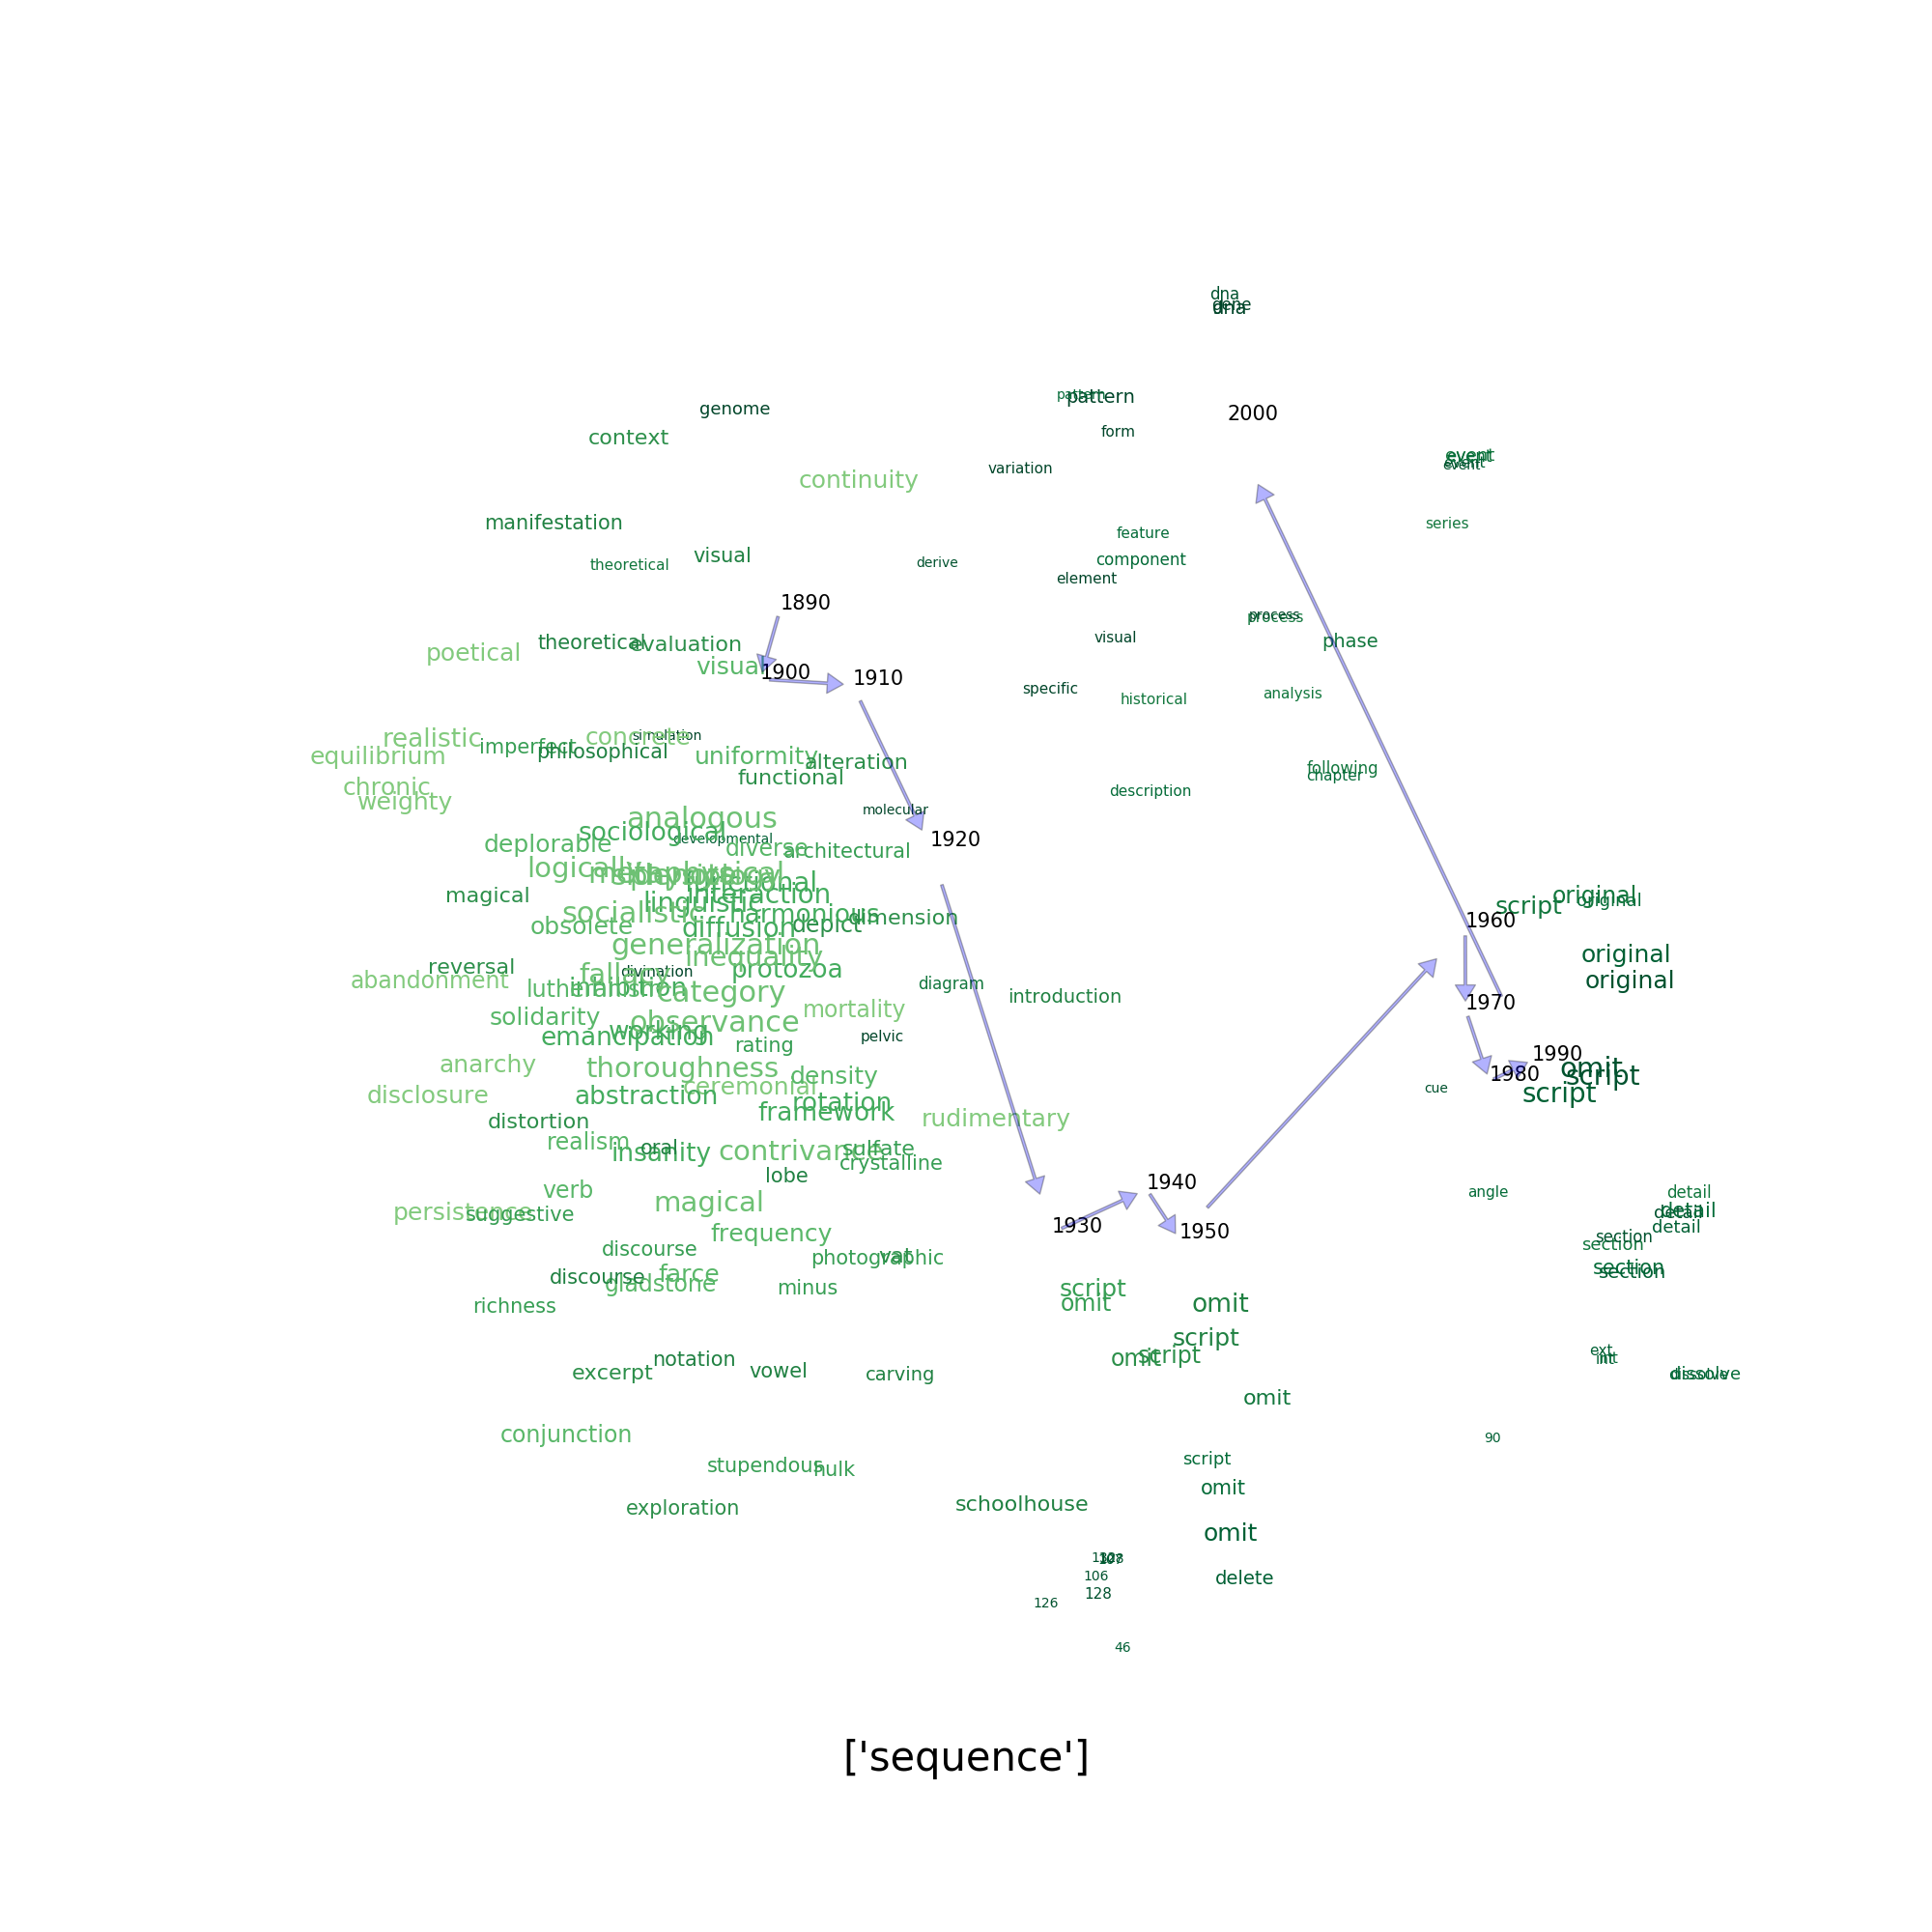 dna
gene
dna
pattern
pattern
genome
2000
form
context
event
event
event
event
variation
continuity
manifestation
series
feature
visual
component
derive
theoretical
element
1890
process
process
visual
theoretical
evaluation
phase
poetical
visual
1900
1910
specific
analysis
historical
realistic
concrete
simulation
imperfect
philosophical
equilibrium
uniformity
alteration
following
chapter
functional
chronic
description
weighty
molecular
analogous
sociological
developmental
1920
deplorable
diverse
architectural
logically
functional
magical
interaction
original
original
script
linguistic
socialistic
harmonious
dimension
1960
obsolete
diffusion
depict
generalization
original
inequality
reversal
divination
protozoa
fallacy
abandonment
original
diagram
inhibition
category
introduction
1970
mortality
solidarity
observance
working
emancipation
pelvic
rating
1990
anarchy
thoroughness
omit
1980
density
script
ceremonial
cue
disclosure
abstraction
script
rotation
framework
rudimentary
distortion
realism
oral
insanity
contrivance
sulfate
crystalline
lobe
1940
verb
angle
detail
magical
persistence
suggestive
detail
detail
detail
1930
1950
frequency
section
section
discourse
photographic
vat
section
section
discourse
farce
gladstone
minus
script
omit
omit
richness
script
omit
script
ext
int
int
notation
excerpt
vowel
carving
dissolve
dissolve
omit
conjunction
90
stupendous
hulk
script
omit
exploration
schoolhouse
omit
106
delete
128
126
46
['sequence']